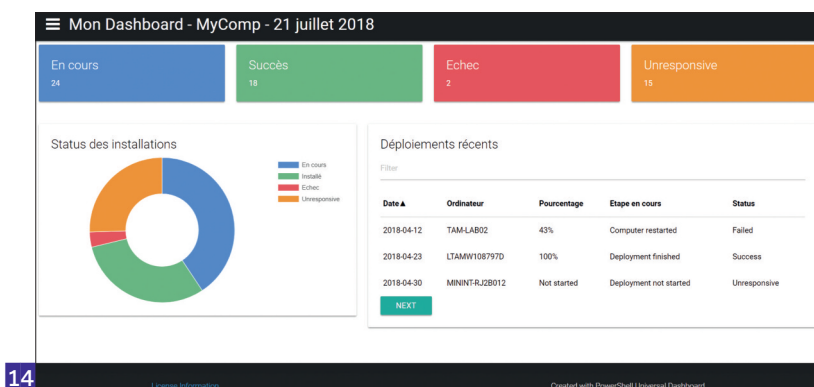 Mon Dashboard - MyComp - 21 juillet 2018
En cours
24
Succès
18
Echec
2
Unresponsive
15
Status des installations
En cours
Installé
Echec
Unresponsive
Déploiements récents
Filter
Date▲ Ordinateur Pourcentage Etape en cours Status
2018-04-12 TAM-LAB02 43% Computer restarted Failed
2018-04-23 LTAMW108797D 100% Deployment finished Success
2018-04-30 MININT-RJ2B012 Not started Deployment not started Unresponsive
NEXT
14
License Information Created with PowerShell Universal Dashboard